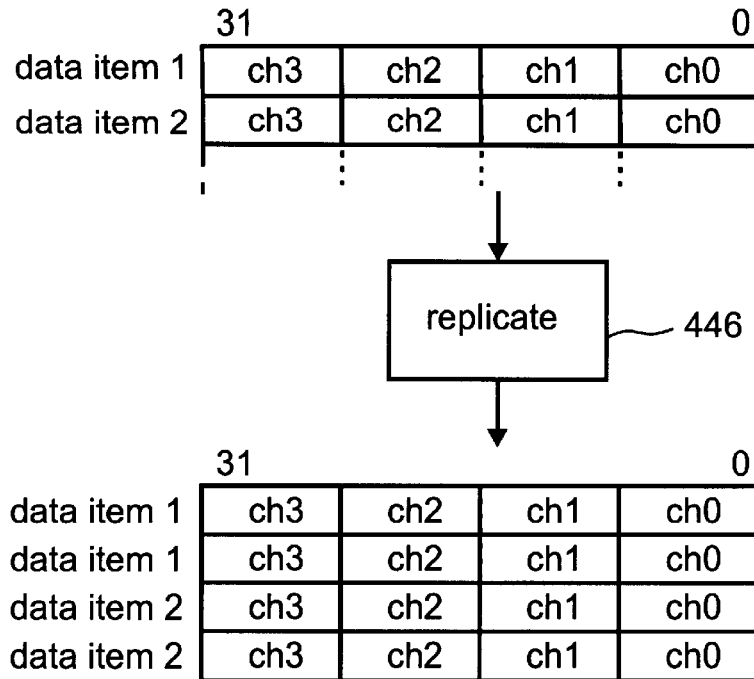 31 0
data item 1 ch3 ch2 ch1 ch0
data item 2 ch3 ch2 ch1 ch0
replicate 446
31 0
data item 1 ch3 ch2 ch1 ch0
data item 1 ch3 ch2 ch1 ch0
data item 2 ch3 ch2 ch1 ch0
data item 2 ch3 ch2 ch1 ch0